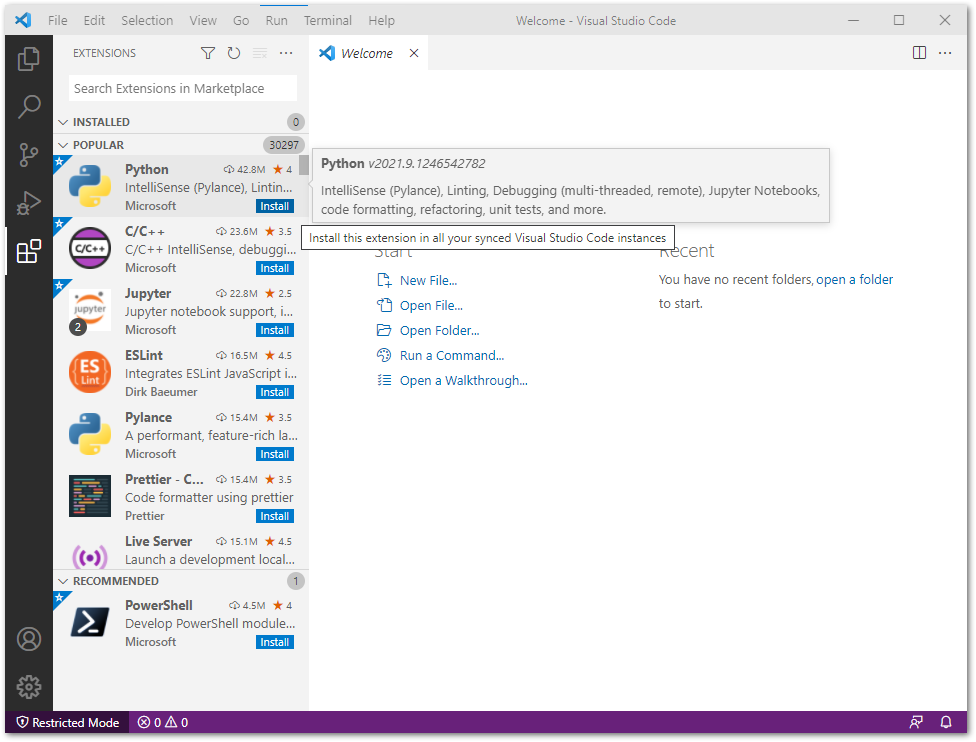 File Edit Selection View Go Run Terminal Help
Welcome - Visual Studio Code
EXTENSIONS
Search Extensions in Marketplace
INSTALLED 0
POPULAR 30297
Python 42.8M 4
IntelliSense (Pylance), Lintin...
Microsoft Install
C/C++
C/C++ 23.6M 3.5
C/C++ IntelliSense, debuggi...
Microsoft Install
jupyter
2
Jupyter 22.8M 2.5
Jupyter notebook support, i...
Microsoft Install
ES
Lint
ESLint 16.5M 4.5
Integrates ESLint JavaScript i...
Dirk Baeumer Install
Pylance 15.4M 3.5
A performant, feature-rich la...
Microsoft Install
Prettier - C... 15.4M 3.5
Code formatter using prettier
Prettier Install
Live Server 15.1M 4.5
Launch a development local...
RECOMMENDED 1
PowerShell 4.5M 4
Develop PowerShell module...
Microsoft Install
Welcome
Python v2021.9.1246542782
IntelliSense (Pylance), Linting, Debugging (multi-threaded, remote), Jupyter Notebooks,
code formatting, refactoring, unit tests, and more.
Install this extension in all your synced Visual Studio Code instances
Start
New File...
Open File...
Open Folder...
Run a Command...
Open a Walkthrough...
Recent
You have no recent folders, open a folder
to start.
Restricted Mode 0 0